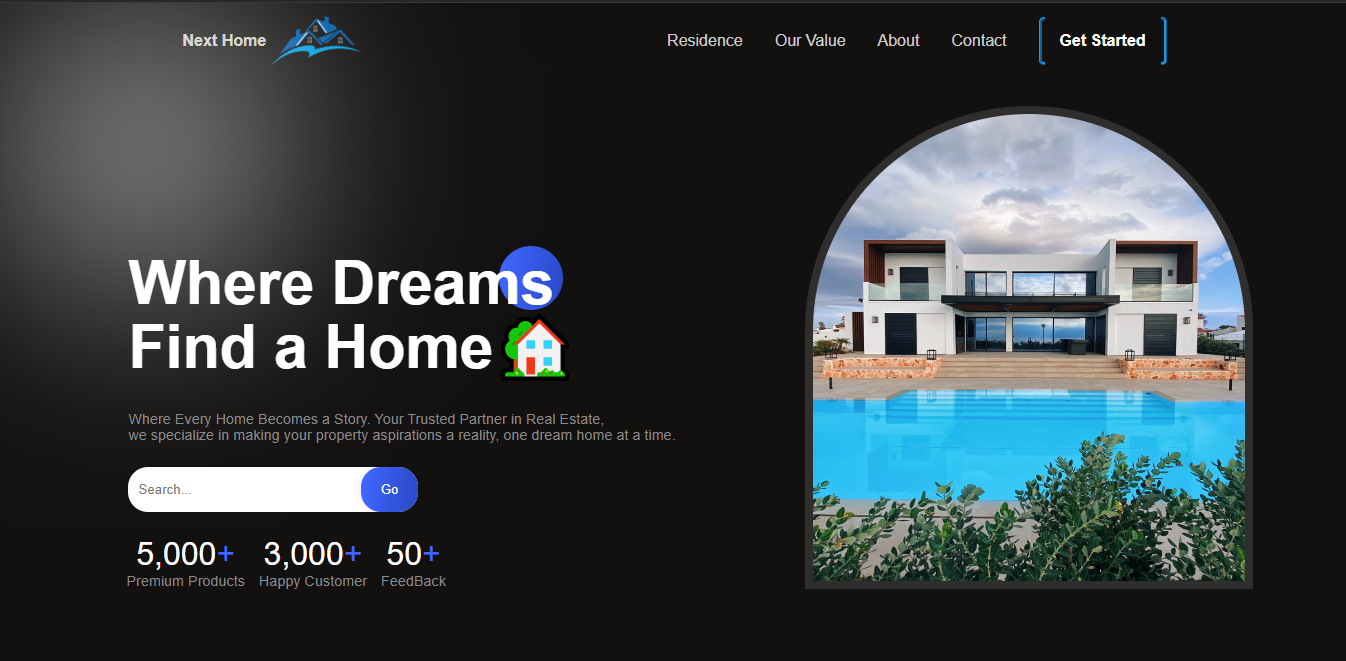 Next Home
Residence
Our Value
About
Contact
Get Started
Where Dreams
Find a Home
Where Every Home Becomes a Story. Your Trusted Partner in Real Estate,
we specialize in making your property aspirations a reality, one dream home at a time.
Search...
Go
5,000+
Premium Products
3,000+
Happy Customer
50+
FeedBack